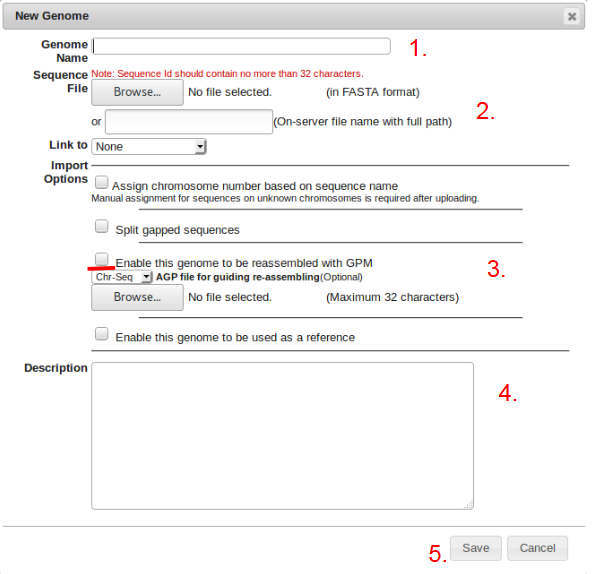 New Genome
Genome Name
1.
Note: Sequence Id should contain no more than 32 characters.
Sequence File
Browse... No file selected. (in FASTA format)
2.
or (On-server file name with full path)
Link to None
Import Options
Assign chromosome number based on sequence name
Manual assignment for sequences on unknown chromosomes is required after uploading.
Split gapped sequences
Enable this genome to be reassembled with GPM
3.
Chr-Seq AGP file for guiding re-assembling(Optional)
Browse... No file selected. (Maximum 32 characters)
Enable this genome to be used as a reference
Description
4.
5. Save Cancel